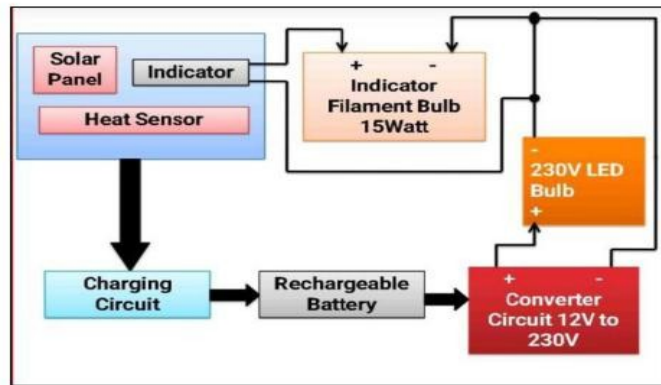 Solar
Panel
Indicator
Heat Sensor
+ -
Indicator
Filament Bulb
15Watt
-
230V LED
Bulb
+
Charging
Circuit
Rechargeable
Battery
+ -
Converter
Circuit 12V to
230V